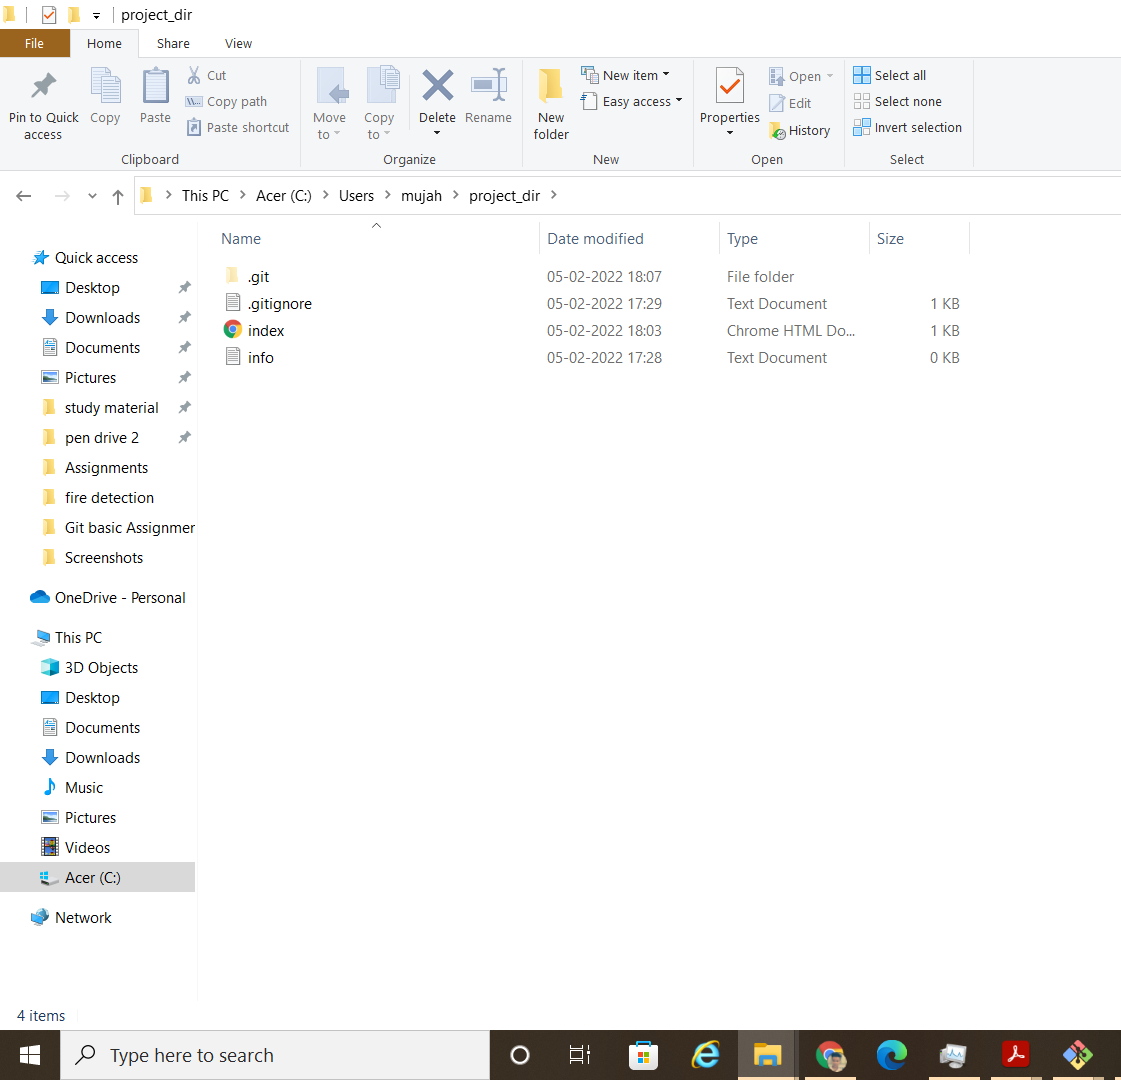 project_dir
File Home Share View
Pin to Quick access
Copy
Paste
Cut
Copy path
Paste shortcut
Clipboard
Move to
Copy to
Delete
Rename
Organize
New folder
New item
Easy access
New
Properties
Open
Edit
History
Open
Select all
Select none
Invert selection
Select
This PC > Acer (C:) > Users > mujah > project_dir >
Name Date modified Type Size
.git 05-02-2022 18:07 File folder
.gitignore 05-02-2022 17:29 Text Document 1 KB
index 05-02-2022 18:03 Chrome HTML Do... 1 KB
info 05-02-2022 17:28 Text Document 0 KB
Quick access
Desktop
Downloads
Documents
Pictures
study material
pen drive 2
Assignments
fire detection
Git basic Assignmer
Screenshots
OneDrive - Personal
This PC
3D Objects
Desktop
Documents
Downloads
Music
Pictures
Videos
Acer (C:)
Network
4 items
Type here to search